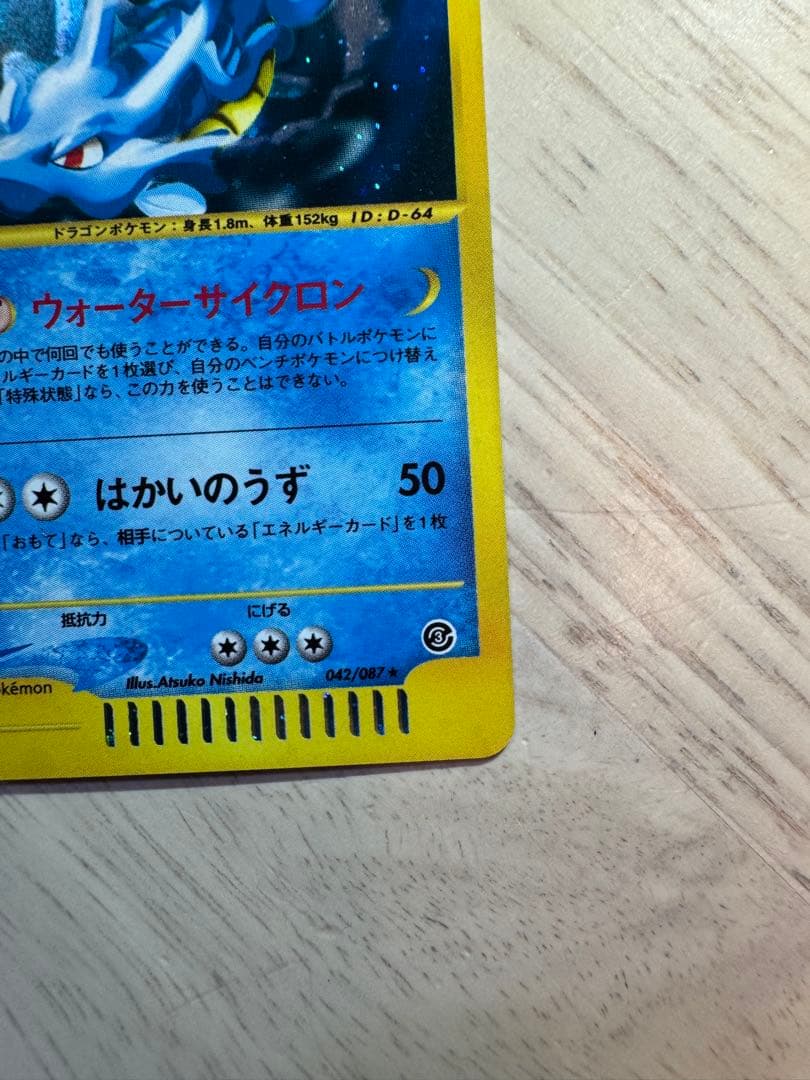 ドラゴンポケモン：身長1.8m、体重152kg ID:D-64
ウォーターサイクロン
の中で何回でも使うことができる。自分のバトルポケモンに
ルギーカードを1枚選び、自分のベンチポケモンにつけ替え
「特殊状態」なら、この力を使うことはできない。
はかいのうず 50
「おもて」なら、相手についている「エネルギーカード」を1枚
抵抗力 にげる
3
Illus.Atsuko Nishida 042/087★
okémon